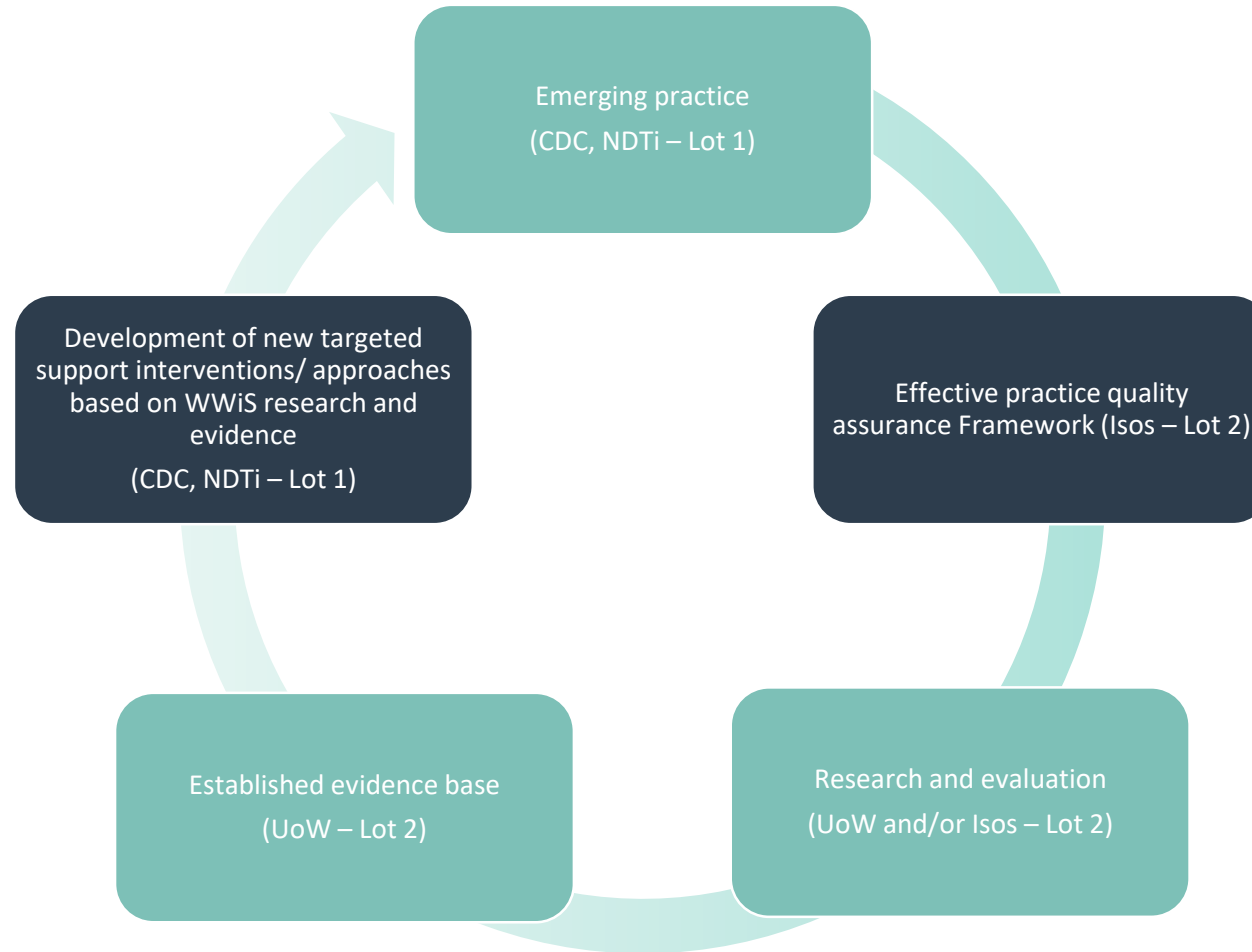 Emerging practice
(CDC, NDTi – Lot 1)
Effective practice quality
assurance Framework (Isos – Lot 2)
Research and evaluation
(UoW and/or Isos – Lot 2)
Established evidence base
(UoW – Lot 2)
Development of new targeted
support interventions/ approaches
based on WWiS research and
evidence
(CDC, NDTi – Lot 1)